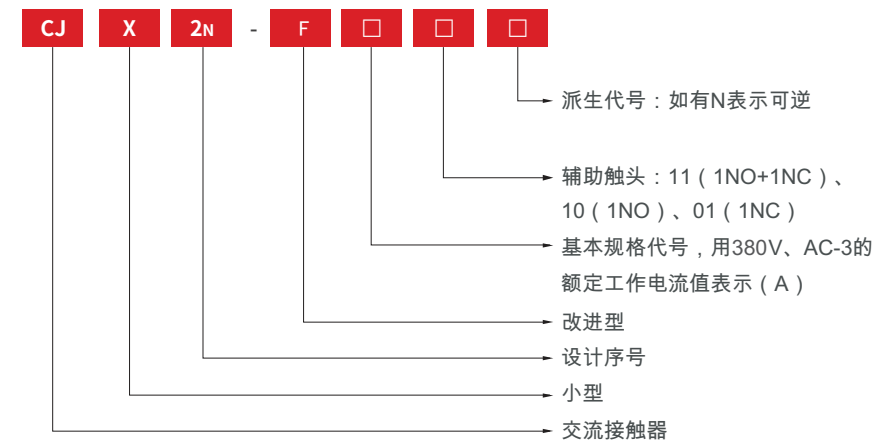 CJ X 2N - F □ □ □
派生代号：如有N表示可逆
辅助触头：11（1NO+1NC）、
10（1NO）、01（1NC）
基本规格代号，用380V、AC-3的
额定工作电流值表示（A）
改进型
设计序号
小型
交流接触器